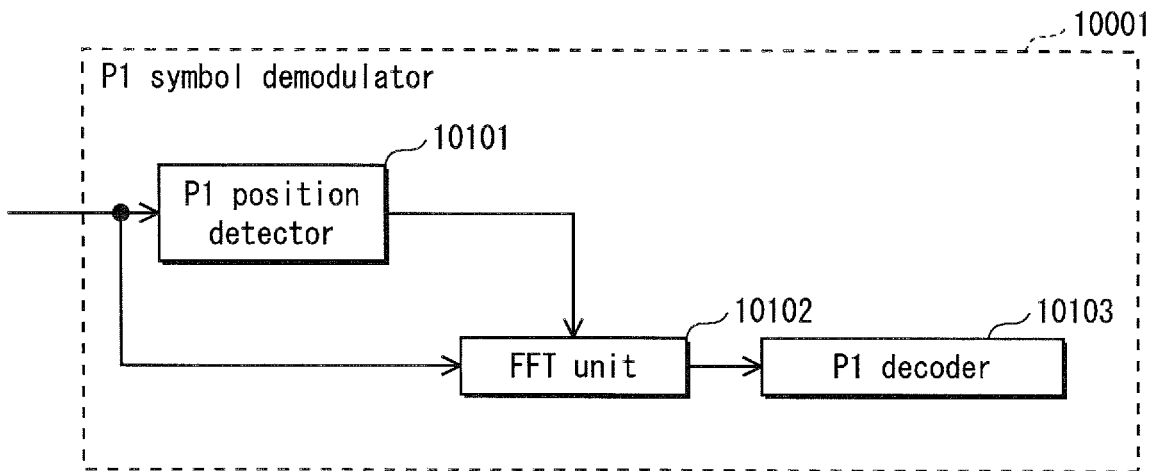 10001
P1 symbol demodulator
10101
P1 position
detector
10102
10103
FFT unit
P1 decoder